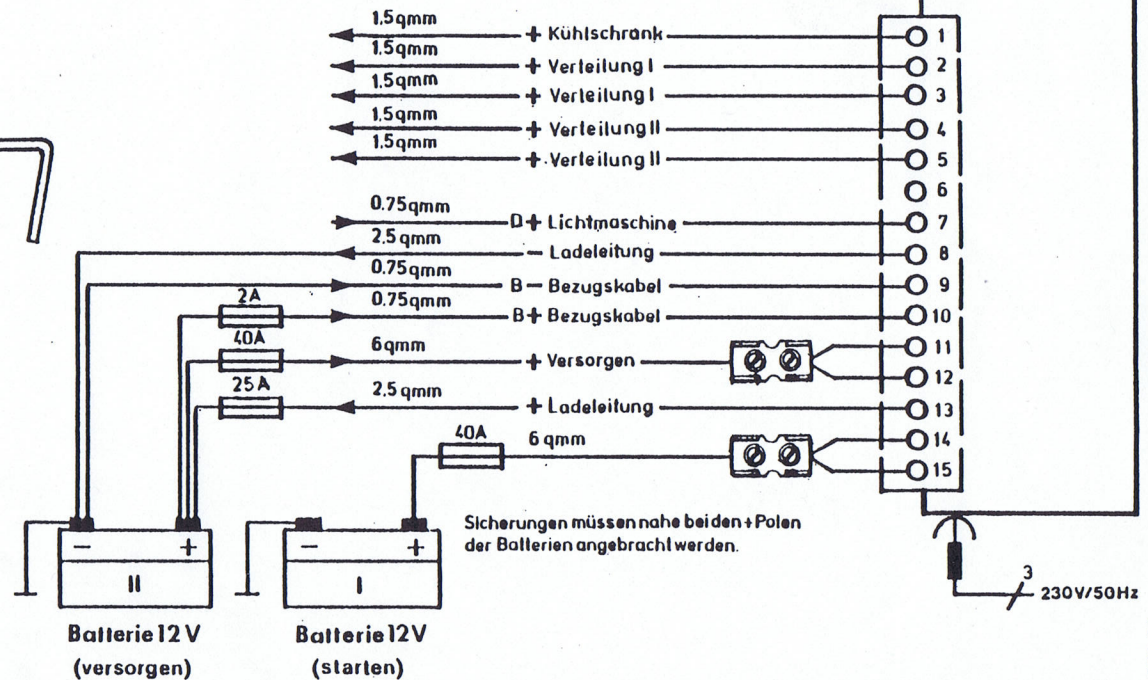 1.5qmm
+ Kühlschrank
1
1.5qmm
+ Verteilung I
2
1.5qmm
+ Verteilung I
3
1.5qmm
+ Verteilung II
4
1.5qmm
+ Verteilung II
5
6
0.75qmm
D+ Lichtmaschine
7
2.5qmm
− Ladeleitung
8
0.75qmm
B− Bezugskabel
9
2A
0.75qmm
B+ Bezugskabel
10
40A
6qmm
+ Versorgen
11
12
25A
2.5qmm
+ Ladeleitung
13
40A
6qmm
14
15
Sicherungen müssen nahe bei den + Polen
der Batterien angebracht werden.
− +
II
− +
I
3
230V/50Hz
Batterie 12V
(versorgen)
Batterie 12V
(starten)